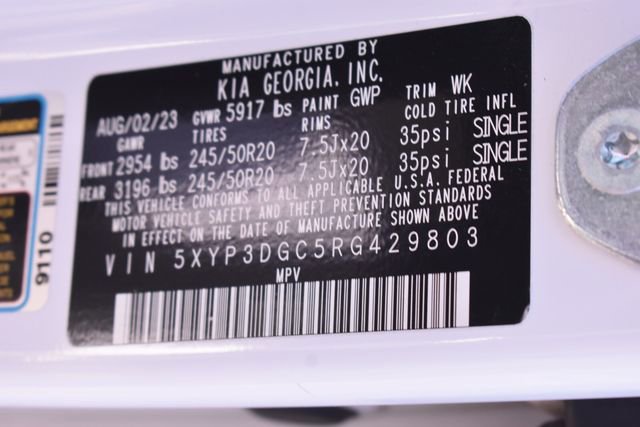 MANUFACTURED BY
KIA GEORGIA, INC.
AUG/02/23 GVWR 5917 lbs PAINT GWP TRIM WK
GAWR TIRES RIMS COLD TIRE INFL
FRONT 2954 lbs 245/50R20 7.5Jx20 35psi SINGLE
REAR 3196 lbs 245/50R20 7.5Jx20 35psi SINGLE
THIS VEHICLE CONFORMS TO ALL APPLICABLE U.S.A. FEDERAL
MOTOR VEHICLE SAFETY AND THEFT PREVENTION STANDARDS
IN EFFECT ON THE DATE OF MANUFACTURE SHOWN ABOVE
VIN 5XYP3DGC5RG429803
MPV
9110